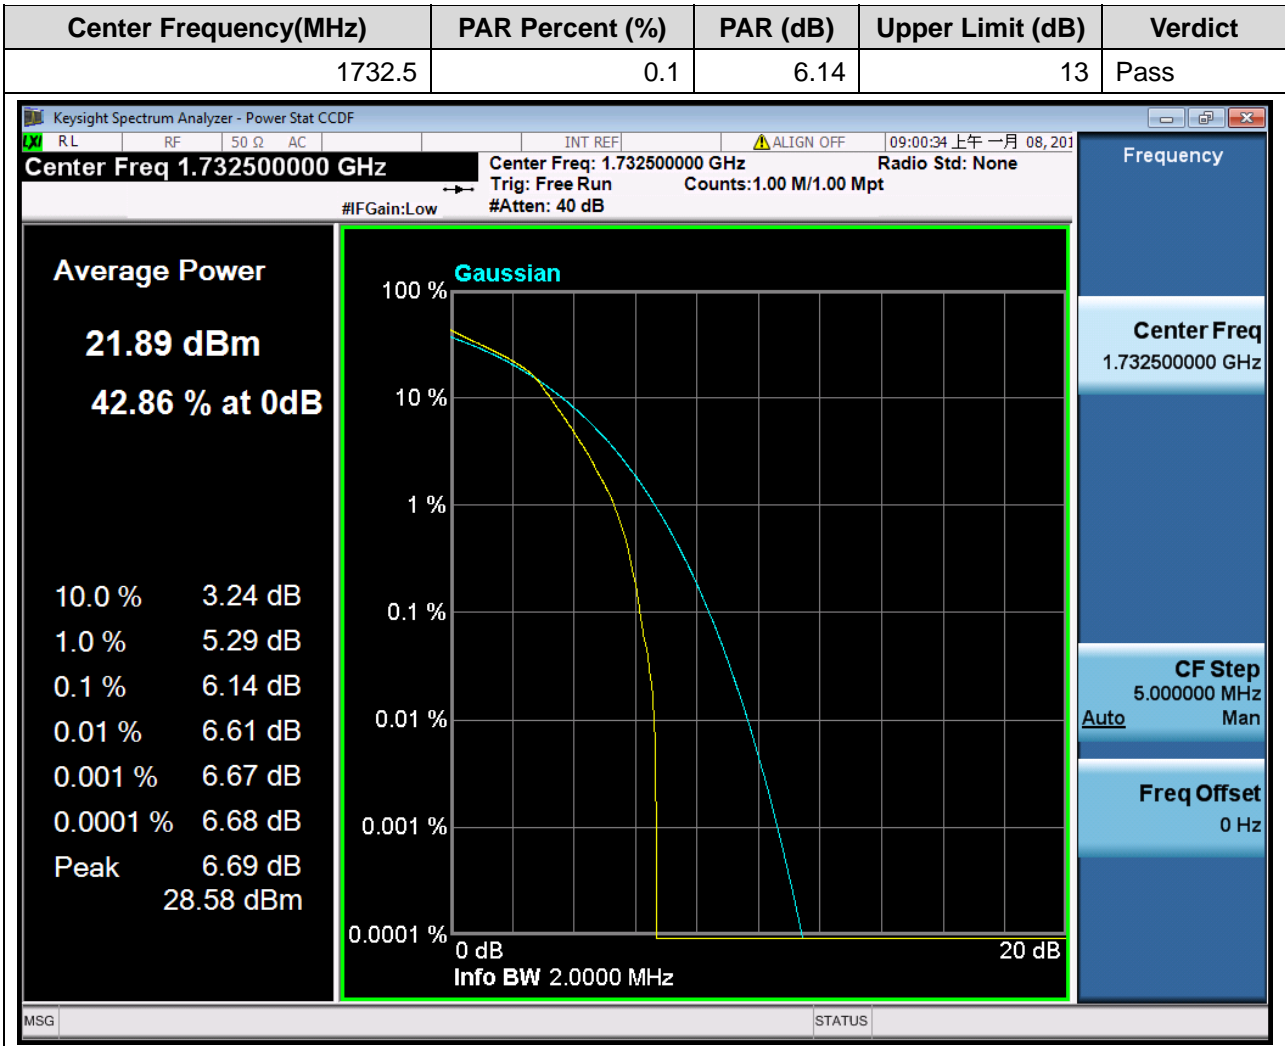 Center Frequency(MHz) PAR Percent (%) PAR (dB) Upper Limit (dB) Verdict
1732.5 0.1 6.14 13 Pass
Keysight Spectrum Analyzer - Power Stat CCDF
LXI RL RF 50 Ω AC INT REF ALIGN OFF 09:00:34 上午 一月 08, 201
Center Freq 1.732500000 GHz
Center Freq: 1.732500000 GHz Radio Std: None
Trig: Free Run Counts:1.00 M/1.00 Mpt
#IFGain:Low #Atten: 40 dB
Average Power
21.89 dBm
42.86 % at 0dB
10.0 % 3.24 dB
1.0 % 5.29 dB
0.1 % 6.14 dB
0.01 % 6.61 dB
0.001 % 6.67 dB
0.0001 % 6.68 dB
Peak 6.69 dB
28.58 dBm
Gaussian
100 %
10 %
1 %
0.1 %
0.01 %
0.001 %
0.0001 %
0 dB 20 dB
Info BW 2.0000 MHz
Frequency
Center Freq
1.732500000 GHz
CF Step
5.000000 MHz
Auto Man
Freq Offset
0 Hz
MSG STATUS